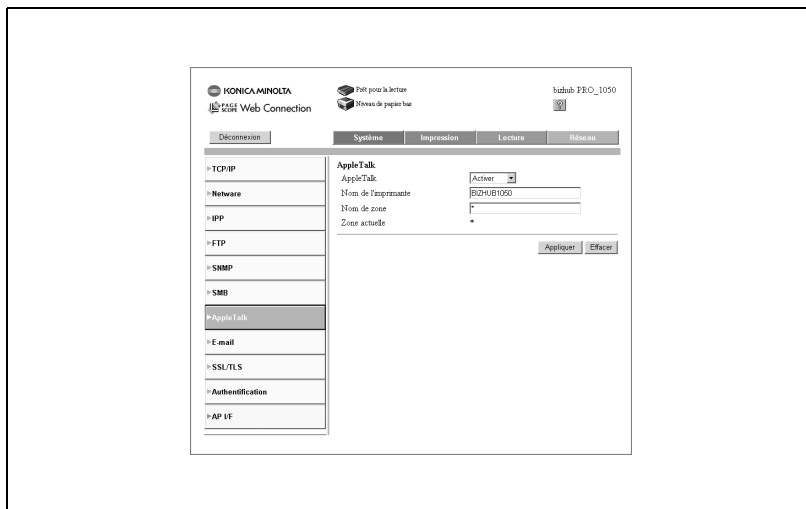 KONICA MINOLTA
PAGE SCOPE Web Connection
Prêt pour la lecture
Niveau de papier bas
bizhub PRO_1050
?
Déconnexion
Système
Impression
Lecture
Réseau
TCP/IP
Netware
IPP
FTP
SNMP
SMB
AppleTalk
E-mail
SSL/TLS
Authentification
AP I/F
AppleTalk
AppleTalk Activer
Nom de l'imprimante BIZHUB1050
Nom de zone *
Zone actuelle *
Appliquer Effacer